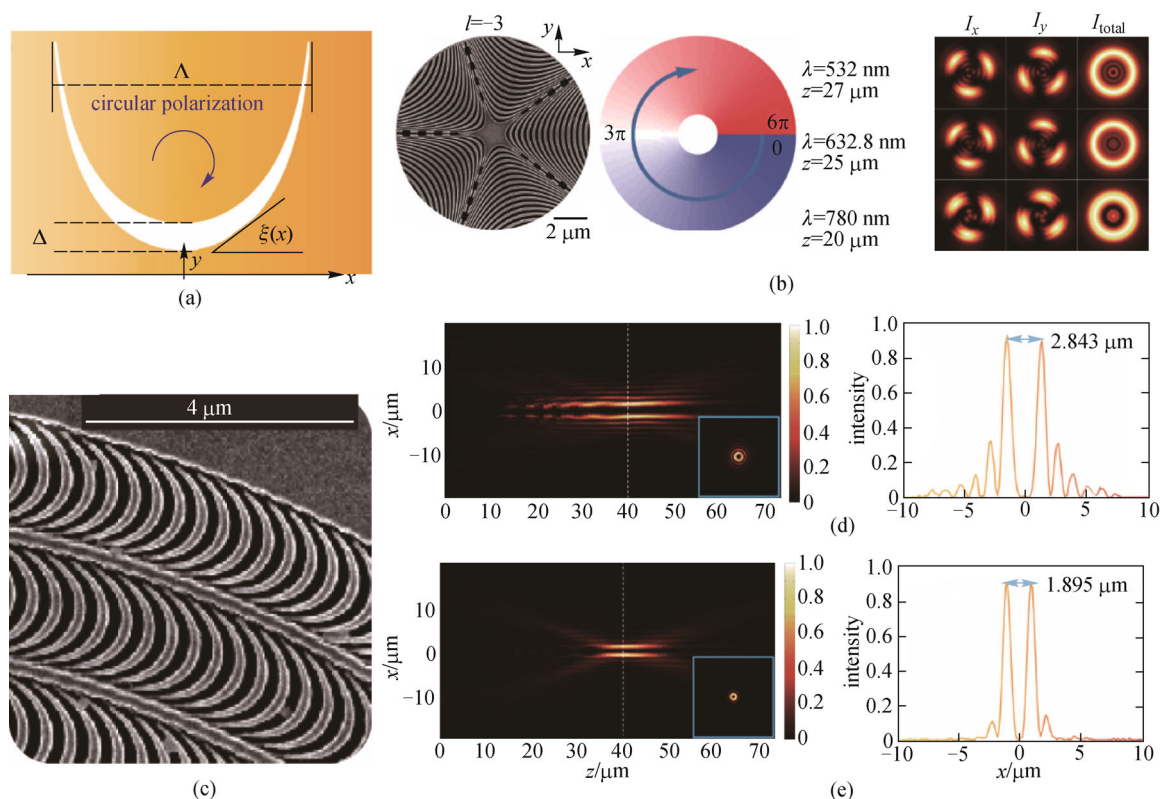 Λ
circular polarization
Δ
y
ξ(x)
x
(a)
l=−3
y
x
2 μm
3π
6π
0
λ=532 nm
z=27 μm
λ=632.8 nm
z=25 μm
λ=780 nm
z=20 μm
Ix
Iy
Itotal
(b)
4 μm
(c)
x/μm
10
0
−10
0
10
20
30
40
50
60
70
1.0
0.8
0.6
0.4
0.2
0
intensity
1.0
0.8
0.6
0.4
0.2
0
2.843 μm
−10
−5
0
5
10
(d)
x/μm
10
0
−10
0
10
20
30
40
50
60
70
z/μm
1.0
0.8
0.6
0.4
0.2
0
intensity
1.0
0.8
0.6
0.4
0.2
0
1.895 μm
−10
−5
0
5
10
x/μm
(e)